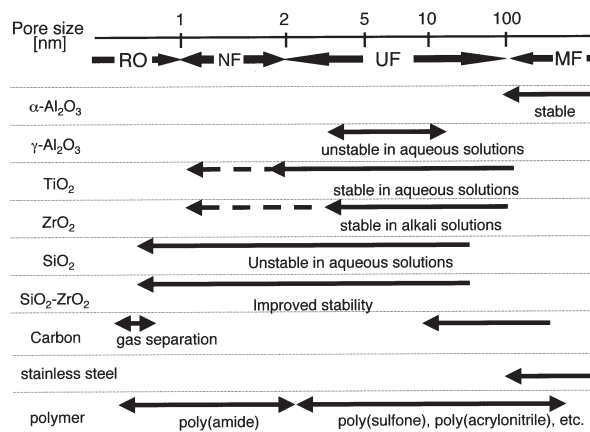 Pore size
[nm]
1 2 5 10 100
RO NF UF MF
α-Al2O3
stable
γ-Al2O3
unstable in aqueous solutions
TiO2
stable in aqueous solutions
ZrO2
stable in alkali solutions
SiO2
Unstable in aqueous solutions
SiO2-ZrO2
Improved stability
Carbon
gas separation
stainless steel
polymer
poly(amide) poly(sulfone), poly(acrylonitrile), etc.